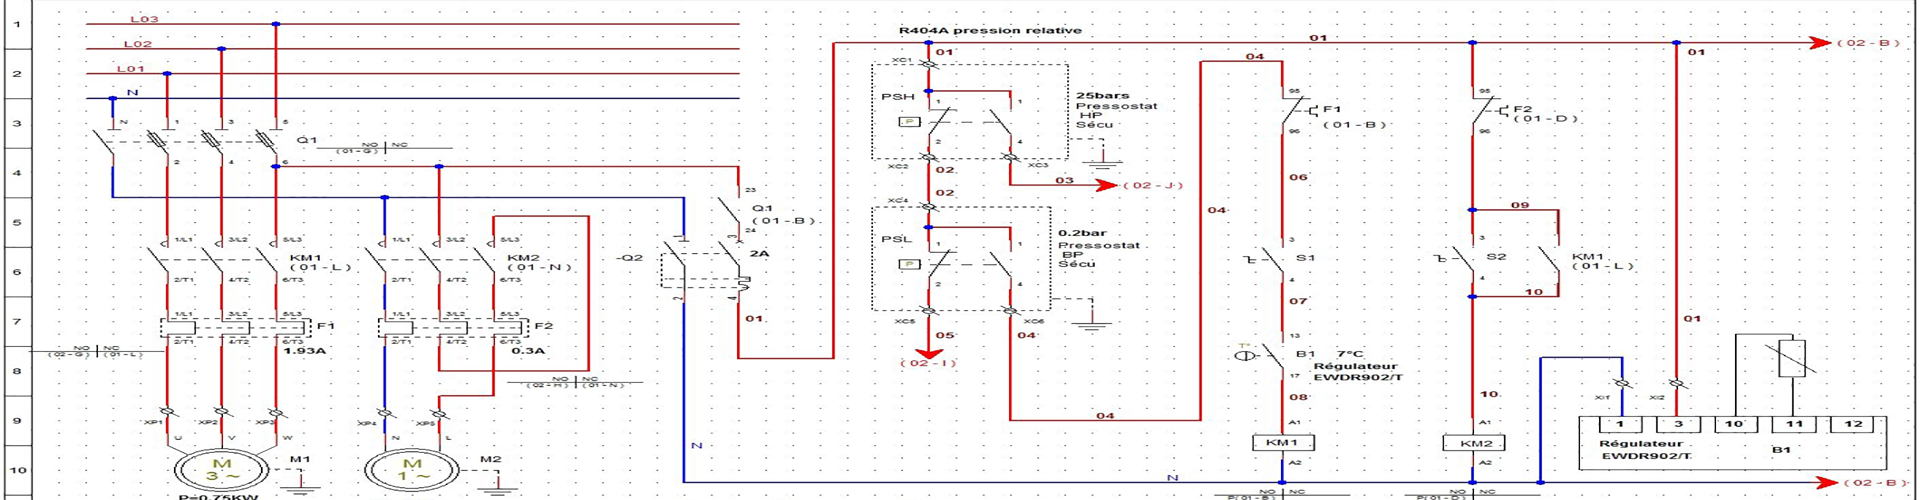 1
L03
R404A pression relative
01
L02
01
01
(02-B)
XC1
04
2
L01
N
PSH
25bars
Pressostat
HP
Sécu
95
F1
(01-B)
96
95
F2
(01-D)
96
3
N
1
3
5
Q1
NO
NC
(01-G)
2
4
6
1
1
P
2
4
XC2
XC3
4
02
03
(02-J)
06
02
XC4
23
Q1
(01-B)
24
04
09
5
1/L1
3/L2
5/L3
KM1
(01-L)
1/L1
3/L2
5/L3
KM2
(01-N)
-Q2
1
3
2A
PSL
0.2bar
Pressostat
BP
Sécu
1
1
P
2
4
3
S1
4
3
S2
4
KM1
(01-L)
6
2/T1
4/T2
6/T3
2/T1
4/T2
6/T3
2
4
10
07
7
1/L1
3/L2
5/L3
F1
1/L1
3/L2
5/L3
F2
01
XC5
XC6
01
2/T1
4/T2
6/T3
1.93A
2/T1
4/T2
6/T3
0.3A
05
04
13
NO
NC
(02-G)
(01-L)
(02-I)
T°
B1
7°C
Régulateur
EWDR902/T
17
8
NO
NC
(02-H)
(01-N)
08
10
9
XP1
XP2
XP3
XP4
XP5
04
A1
A1
1
3
10
11
12
U
V
W
N
L
N
KM1
KM2
Régulateur
EWDR902/T
B1
10
M
3~
M1
M
1~
M2
A2
A2
N
(02-B)
P=0.75KW
NO
NC
P(01-B)
NO
NC
P(01-D)